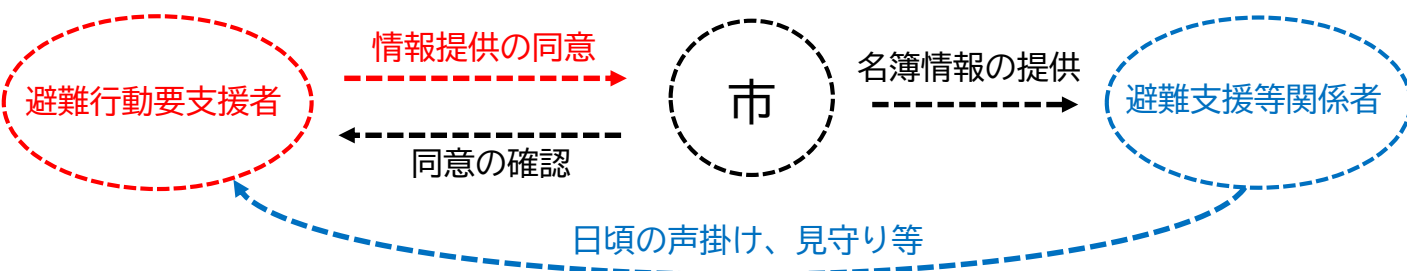 情報提供の同意
避難行動要支援者
同意の確認
市
名簿情報の提供
避難支援等関係者
日頃の声掛け、見守り等